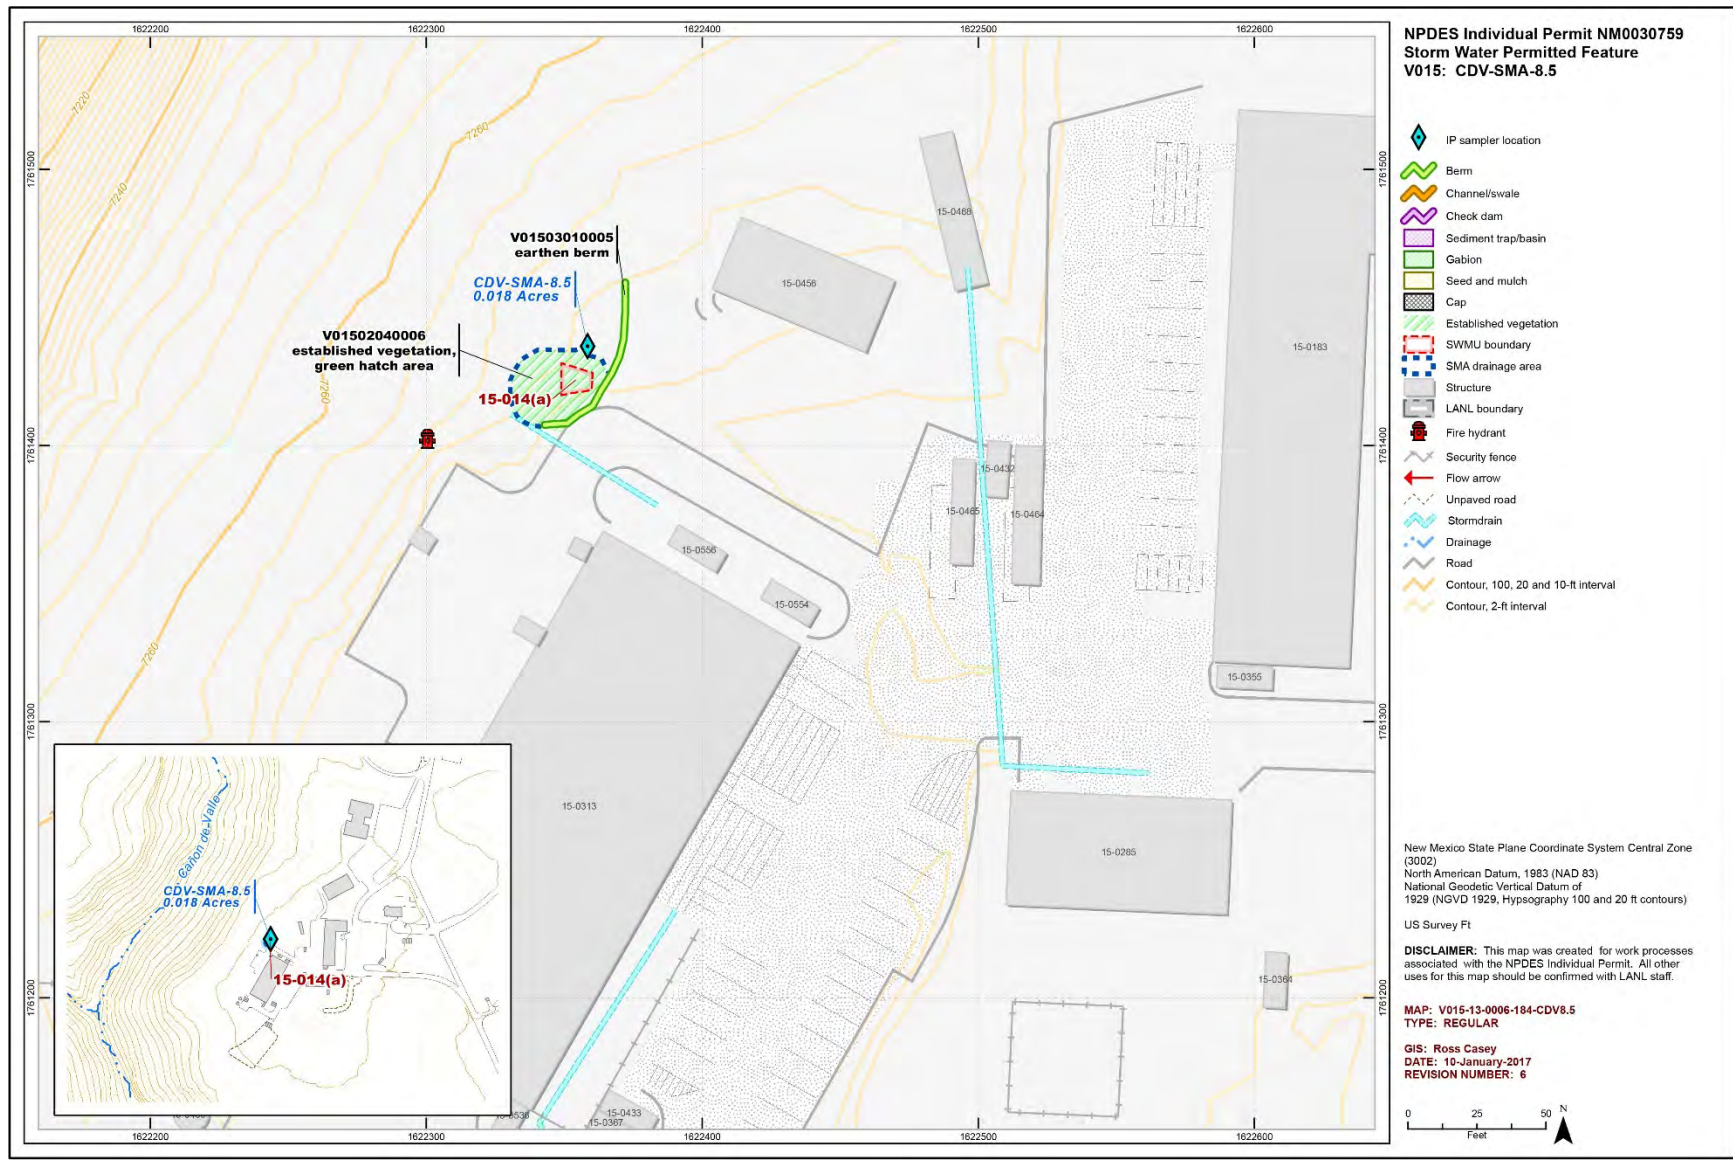 1622200
1622300
1622400
1622500
1622600
NPDES Individual Permit NM0030759
Storm Water Permitted Feature
V015: CDV-SMA-8.5
IP sampler location
Berm
Channel/swale
Check dam
Sediment trap/basin
Gabion
Seed and mulch
Cap
Established vegetation
SWMU boundary
SMA drainage area
Structure
LANL boundary
Fire hydrant
Security fence
Flow arrow
Unpaved road
Stormdrain
Drainage
Road
Contour, 100, 20 and 10-ft interval
Contour, 2-ft interval
7220
7240
7260
7260
7260
1761500
1761400
1761300
1761200
1761500
1761400
1761300
1761200
V01503010005
earthen berm
CDV-SMA-8.5
0.018 Acres
V01502040006
established vegetation,
green hatch area
15-014(a)
15-0468
15-0456
15-0183
15-0432
15-0465
15-0464
15-0556
15-0554
15-0355
15-0313
15-0285
15-0364
15-0433
15-0367
Cañon de Valle
CDV-SMA-8.5
0.018 Acres
15-014(a)
New Mexico State Plane Coordinate System Central Zone
(3002)
North American Datum, 1983 (NAD 83)
National Geodetic Vertical Datum of
1929 (NGVD 1929, Hypsography 100 and 20 ft contours)
US Survey Ft
DISCLAIMER: This map was created for work processes
associated with the NPDES Individual Permit. All other
uses for this map should be confirmed with LANL staff.
MAP: V015-13-0006-184-CDV8.5
TYPE: REGULAR
GIS: Ross Casey
DATE: 10-January-2017
REVISION NUMBER: 6
0 25 50
Feet
N
1622200
1622300
1622400
1622500
1622600